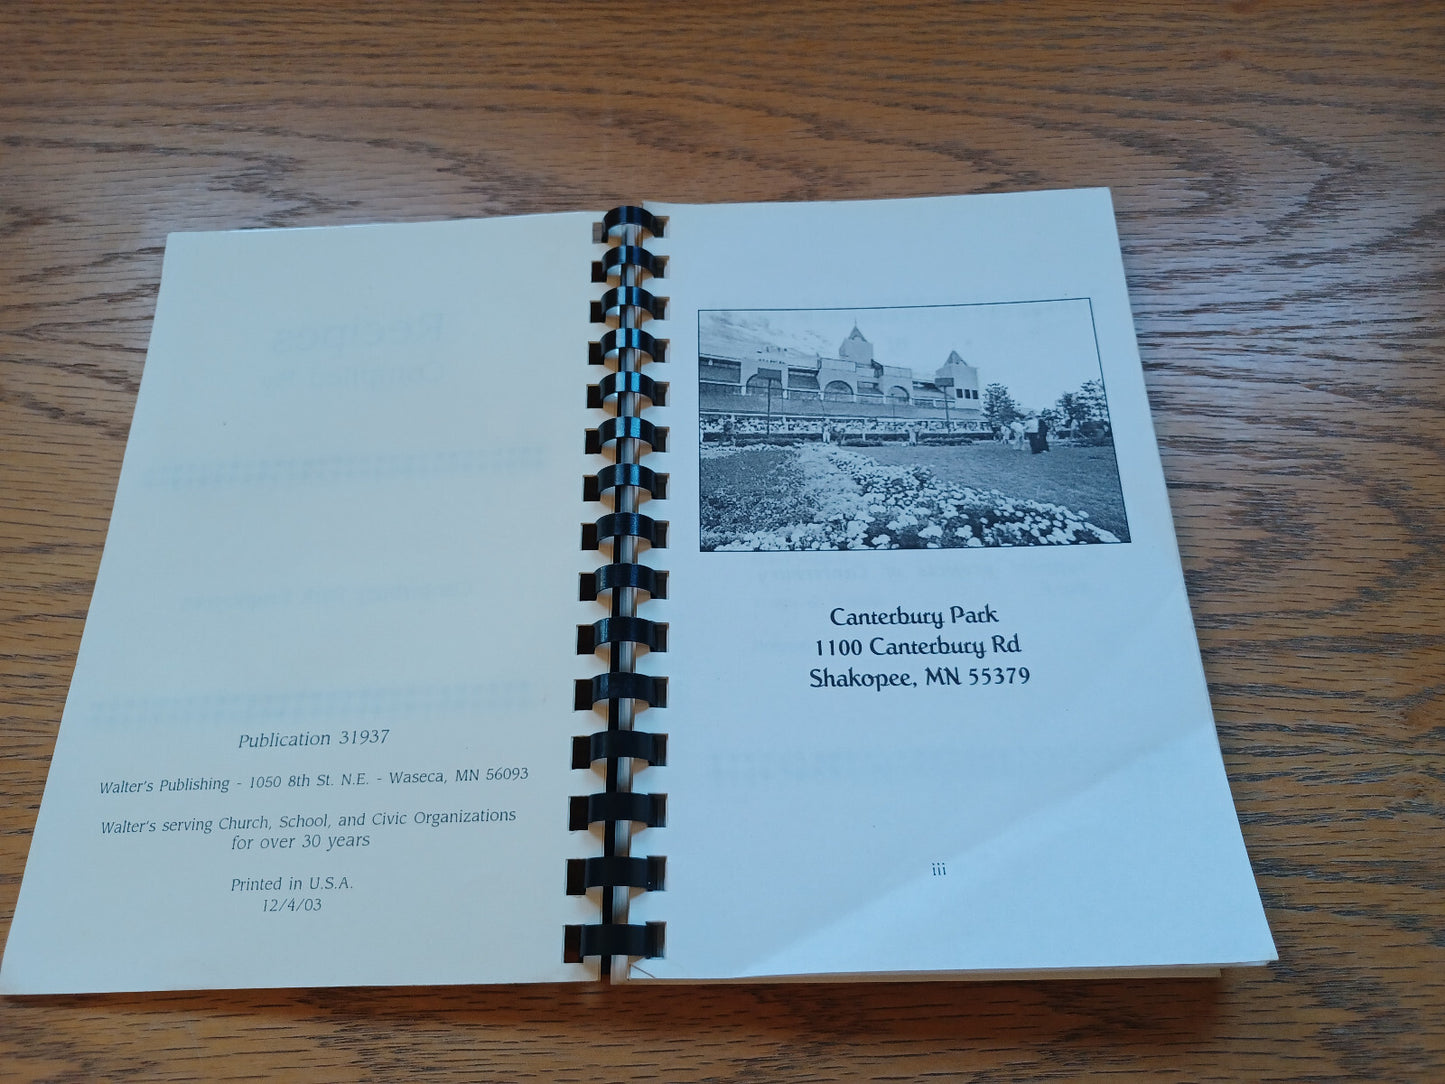 Publication 31937
Walter's Publishing - 1050 8th St. N.E. - Waseca, MN 56093
Walter's serving Church, School, and Civic Organizations
for over 30 years
Printed in U.S.A.
12/4/03
Canterbury Park
1100 Canterbury Rd
Shakopee, MN 55379
iii